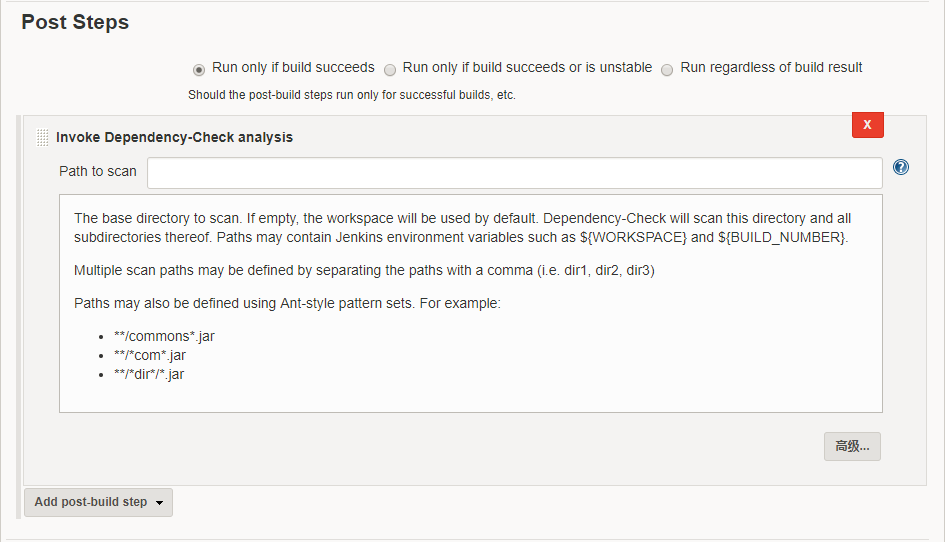 Post Steps
Run only if build succeeds Run only if build succeeds or is unstable Run regardless of build result
Should the post-build steps run only for successful builds, etc.
X
Invoke Dependency-Check analysis
Path to scan
?
The base directory to scan. If empty, the workspace will be used by default. Dependency-Check will scan this directory and all
subdirectories thereof. Paths may contain Jenkins environment variables such as ${WORKSPACE} and ${BUILD_NUMBER}.
Multiple scan paths may be defined by separating the paths with a comma (i.e. dir1, dir2, dir3)
Paths may also be defined using Ant-style pattern sets. For example:
• **/commons*.jar
• **/*com*.jar
• **/*dir*/*.jar
高级...
Add post-build step